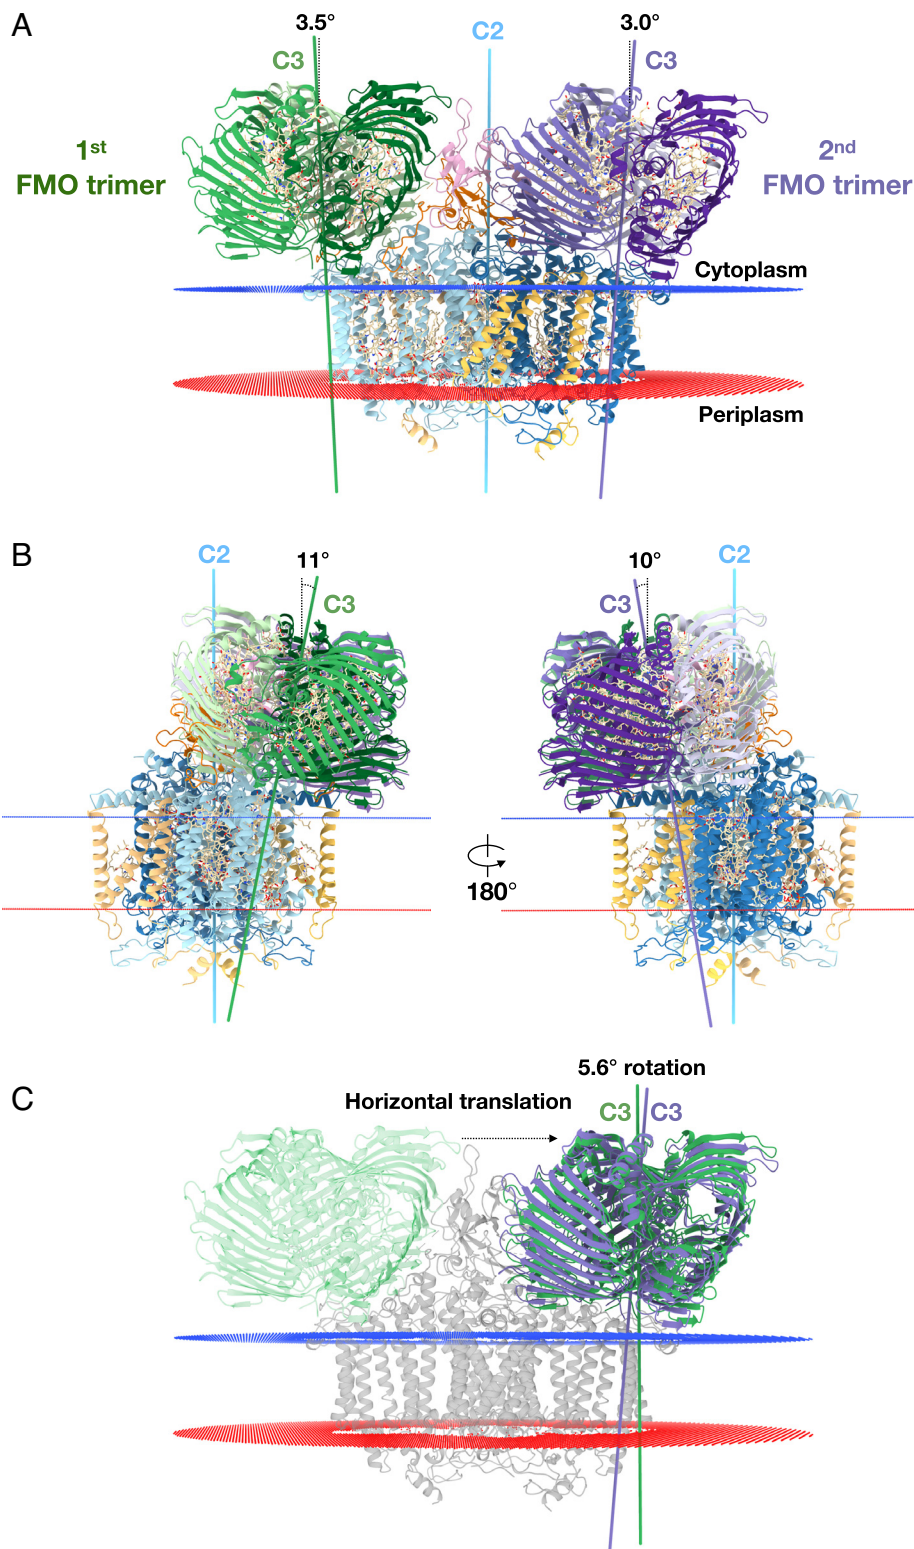 A
3.5°
C2
3.0°
C3
C3
1st
FMO trimer
2nd
FMO trimer
Cytoplasm
Periplasm
B
C2
11°
C3
10°
C2
C3
180°
C
5.6° rotation
Horizontal translation
C3
C3